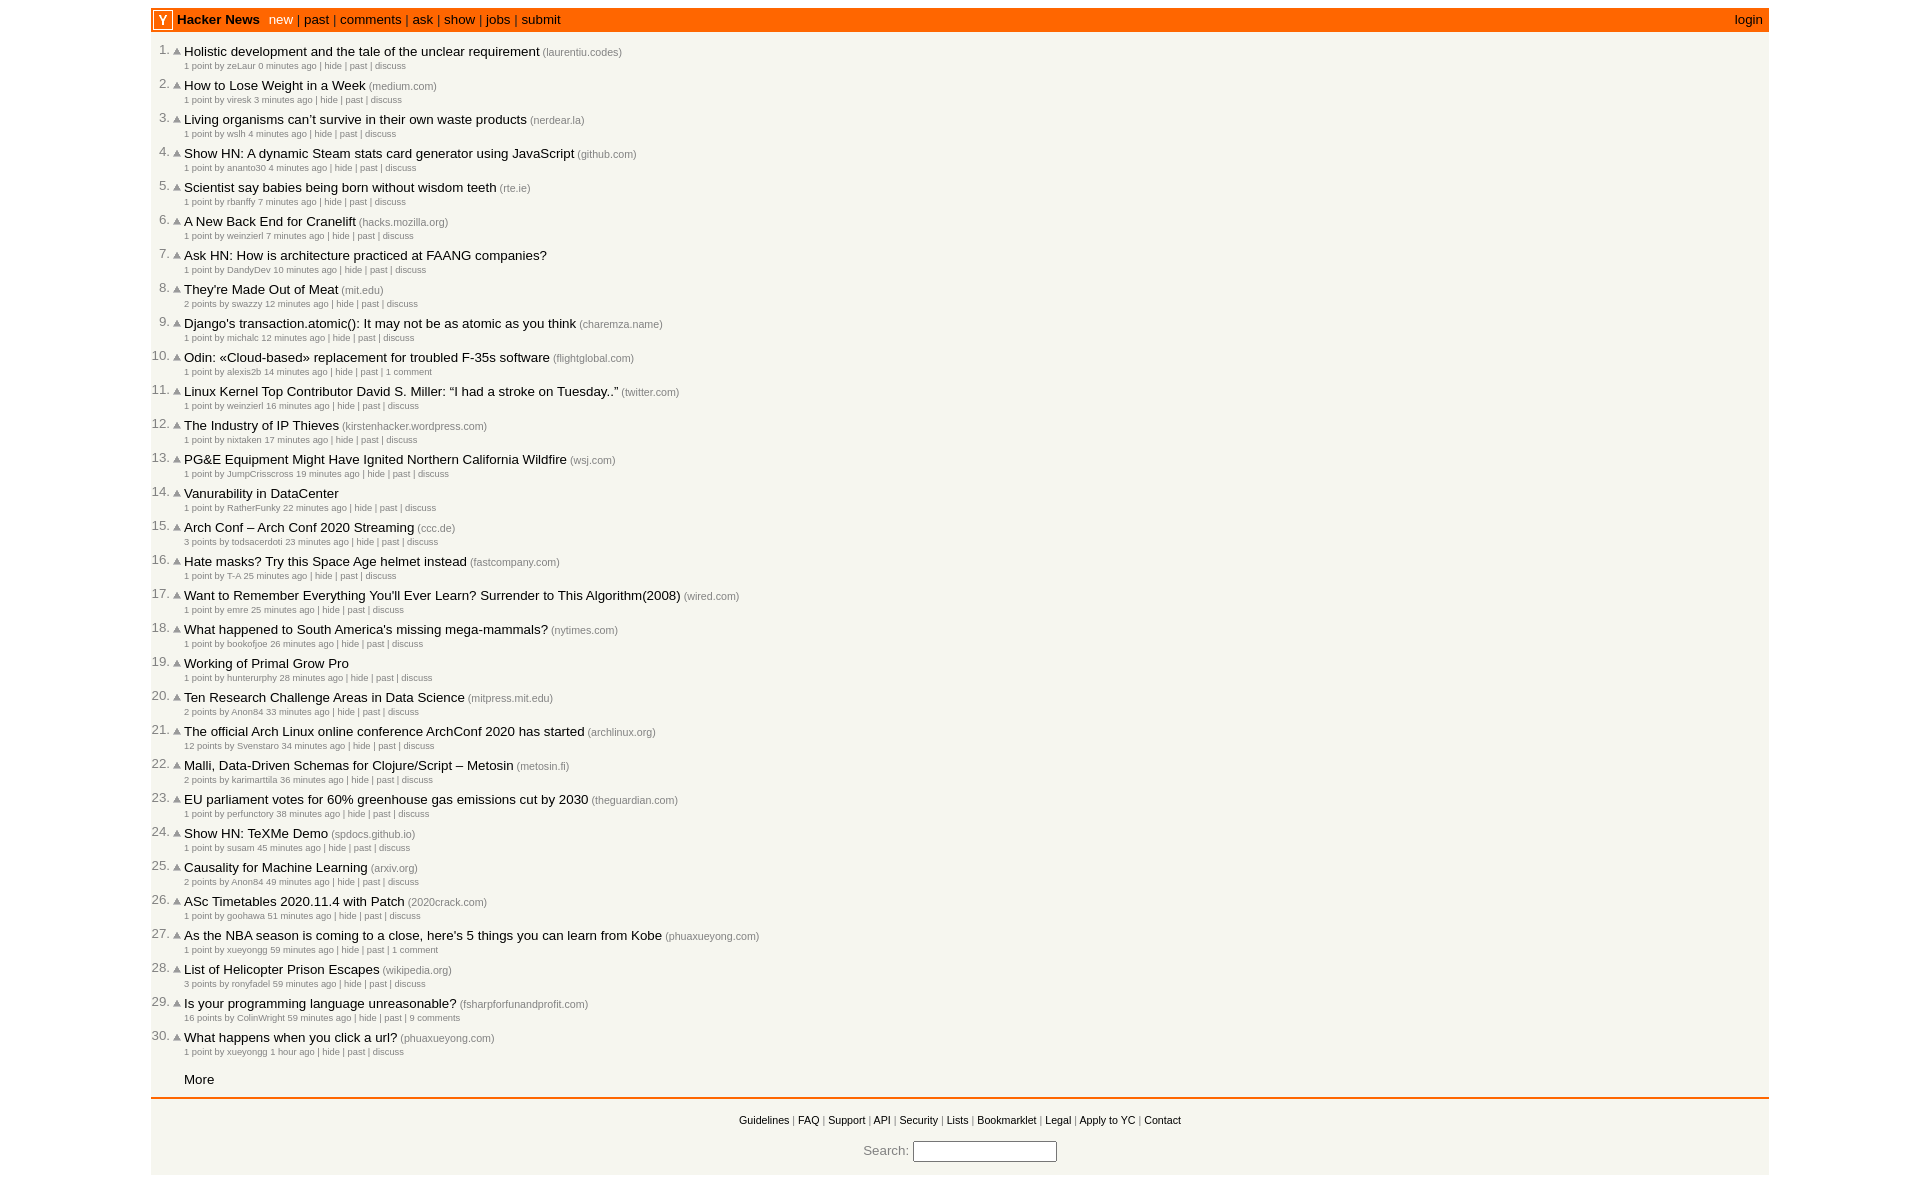 Y Hacker News new | past | comments | ask | show | jobs | submit login
1. Holistic development and the tale of the unclear requirement (laurentiu.codes)
1 point by zeLaur 0 minutes ago | hide | past | discuss
2. How to Lose Weight in a Week (medium.com)
1 point by viresk 3 minutes ago | hide | past | discuss
3. Living organisms can’t survive in their own waste products (nerdear.la)
1 point by wslh 4 minutes ago | hide | past | discuss
4. Show HN: A dynamic Steam stats card generator using JavaScript (github.com)
1 point by ananto30 4 minutes ago | hide | past | discuss
5. Scientist say babies being born without wisdom teeth (rte.ie)
1 point by rbanffy 7 minutes ago | hide | past | discuss
6. A New Back End for Cranelift (hacks.mozilla.org)
1 point by weinzierl 7 minutes ago | hide | past | discuss
7. Ask HN: How is architecture practiced at FAANG companies?
1 point by DandyDev 10 minutes ago | hide | past | discuss
8. They're Made Out of Meat (mit.edu)
2 points by swazzy 12 minutes ago | hide | past | discuss
9. Django's transaction.atomic(): It may not be as atomic as you think (charemza.name)
1 point by michalc 12 minutes ago | hide | past | discuss
10. Odin: «Cloud-based» replacement for troubled F-35s software (flightglobal.com)
1 point by alexis2b 14 minutes ago | hide | past | 1 comment
11. Linux Kernel Top Contributor David S. Miller: “I had a stroke on Tuesday..” (twitter.com)
1 point by weinzierl 16 minutes ago | hide | past | discuss
12. The Industry of IP Thieves (kirstenhacker.wordpress.com)
1 point by nixtaken 17 minutes ago | hide | past | discuss
13. PG&E Equipment Might Have Ignited Northern California Wildfire (wsj.com)
1 point by JumpCrisscross 19 minutes ago | hide | past | discuss
14. Vanurability in DataCenter
1 point by RatherFunky 22 minutes ago | hide | past | discuss
15. Arch Conf – Arch Conf 2020 Streaming (ccc.de)
3 points by todsacerdoti 23 minutes ago | hide | past | discuss
16. Hate masks? Try this Space Age helmet instead (fastcompany.com)
1 point by T-A 25 minutes ago | hide | past | discuss
17. Want to Remember Everything You'll Ever Learn? Surrender to This Algorithm(2008) (wired.com)
1 point by emre 25 minutes ago | hide | past | discuss
18. What happened to South America's missing mega-mammals? (nytimes.com)
1 point by bookofjoe 26 minutes ago | hide | past | discuss
19. Working of Primal Grow Pro
1 point by hunterurphy 28 minutes ago | hide | past | discuss
20. Ten Research Challenge Areas in Data Science (mitpress.mit.edu)
2 points by Anon84 33 minutes ago | hide | past | discuss
21. The official Arch Linux online conference ArchConf 2020 has started (archlinux.org)
12 points by Svenstaro 34 minutes ago | hide | past | discuss
22. Malli, Data-Driven Schemas for Clojure/Script – Metosin (metosin.fi)
2 points by karimarttila 36 minutes ago | hide | past | discuss
23. EU parliament votes for 60% greenhouse gas emissions cut by 2030 (theguardian.com)
1 point by perfunctory 38 minutes ago | hide | past | discuss
24. Show HN: TeXMe Demo (spdocs.github.io)
1 point by susam 45 minutes ago | hide | past | discuss
25. Causality for Machine Learning (arxiv.org)
2 points by Anon84 49 minutes ago | hide | past | discuss
26. ASc Timetables 2020.11.4 with Patch (2020crack.com)
1 point by goohawa 51 minutes ago | hide | past | discuss
27. As the NBA season is coming to a close, here's 5 things you can learn from Kobe (phuaxueyong.com)
1 point by xueyongg 59 minutes ago | hide | past | 1 comment
28. List of Helicopter Prison Escapes (wikipedia.org)
3 points by ronyfadel 59 minutes ago | hide | past | discuss
29. Is your programming language unreasonable? (fsharpforfunandprofit.com)
16 points by ColinWright 59 minutes ago | hide | past | 9 comments
30. What happens when you click a url? (phuaxueyong.com)
1 point by xueyongg 1 hour ago | hide | past | discuss
More
Guidelines | FAQ | Support | API | Security | Lists | Bookmarklet | Legal | Apply to YC | Contact
Search: